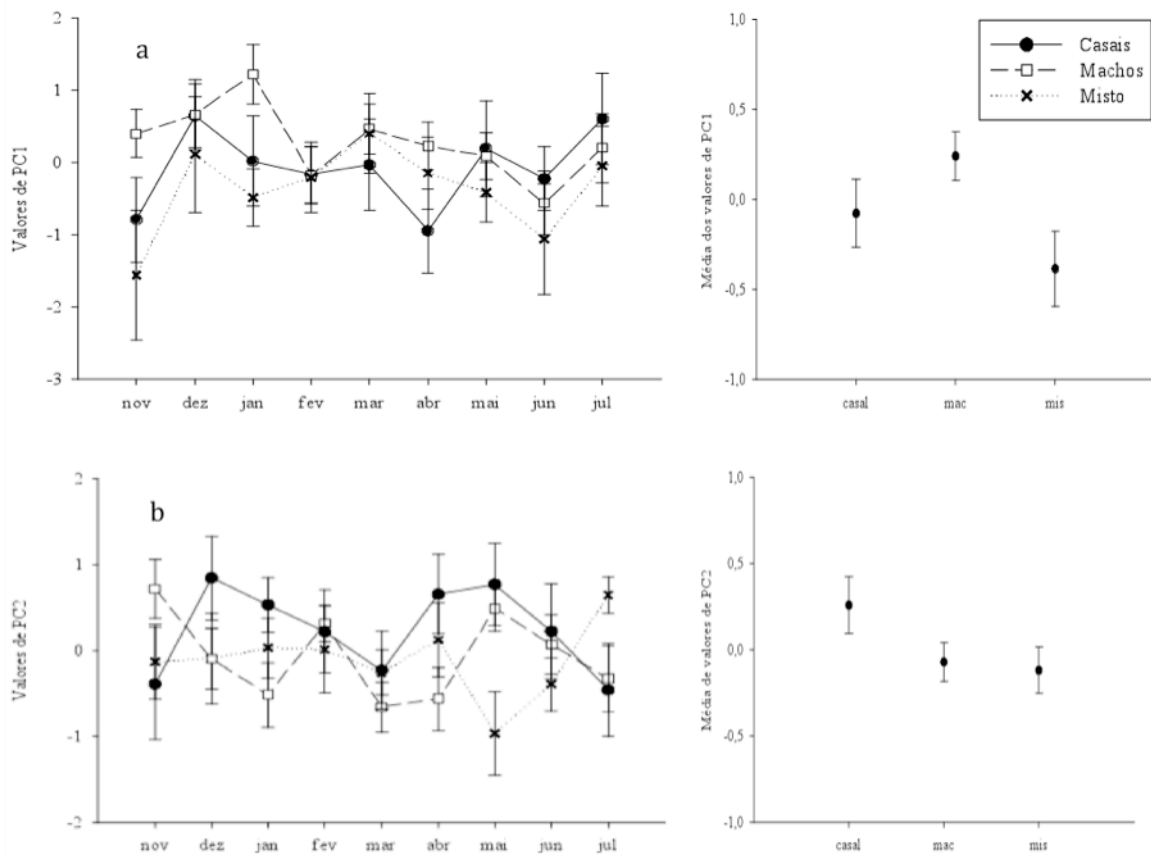 a
Valores de PC1
2
1
0
-1
-2
-3
nov dez jan fev mar abr mai jun jul
Média dos valores de PC1
1,0
0,5
0,0
-0,5
-1,0
casal mac mis
Casais
Machos
Misto
b
Valores de PC2
2
1
0
-1
-2
nov dez jan fev mar abr mai jun jul
Média de valores de PC2
1,0
0,5
0,0
-0,5
-1,0
casal mac mis